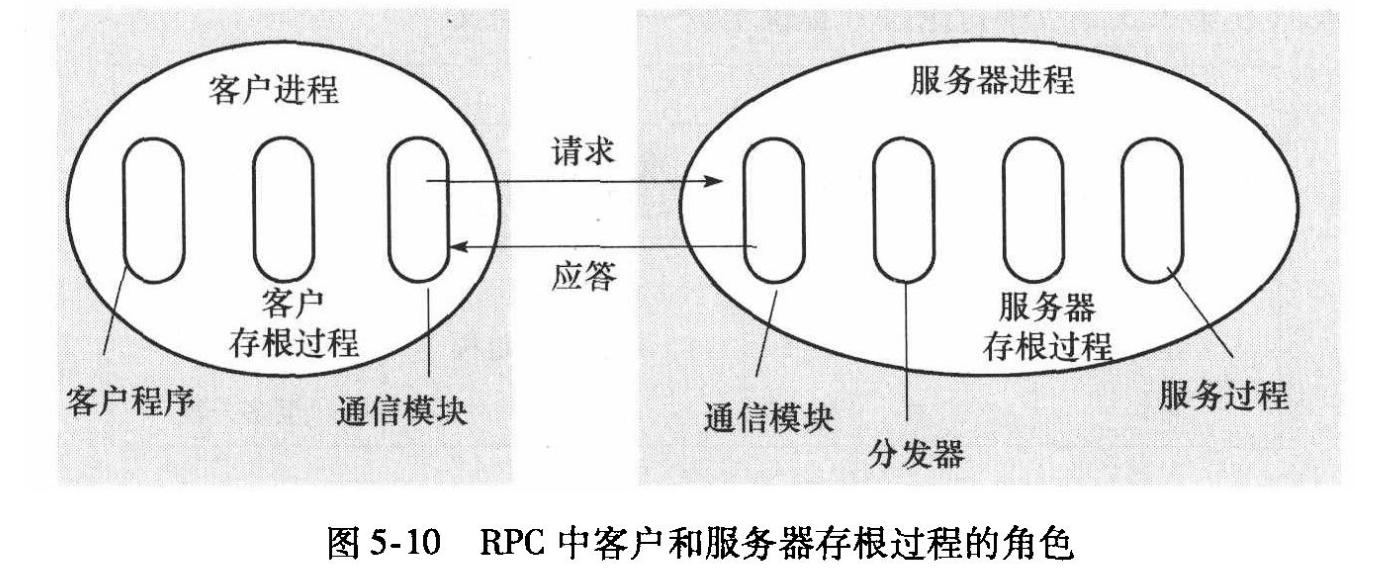 客户进程
服务器进程
请求
应答
客户
存根过程
服务器
存根过程
客户程序
通信模块
通信模块
分发器
服务过程
图 5-10 RPC 中客户和服务器存根过程的角色